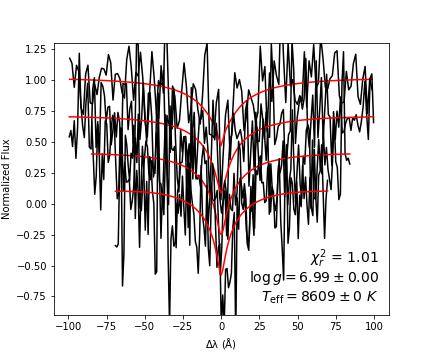 1.25
1.00
0.75
0.50
0.25
0.00
−0.25
−0.50
−0.75
Normalized Flux
χ²ᵣ = 1.01
log g = 6.99 ± 0.00
T_eff = 8609 ± 0 K
−100 −75 −50 −25 0 25 50 75 100
Δλ (Å)